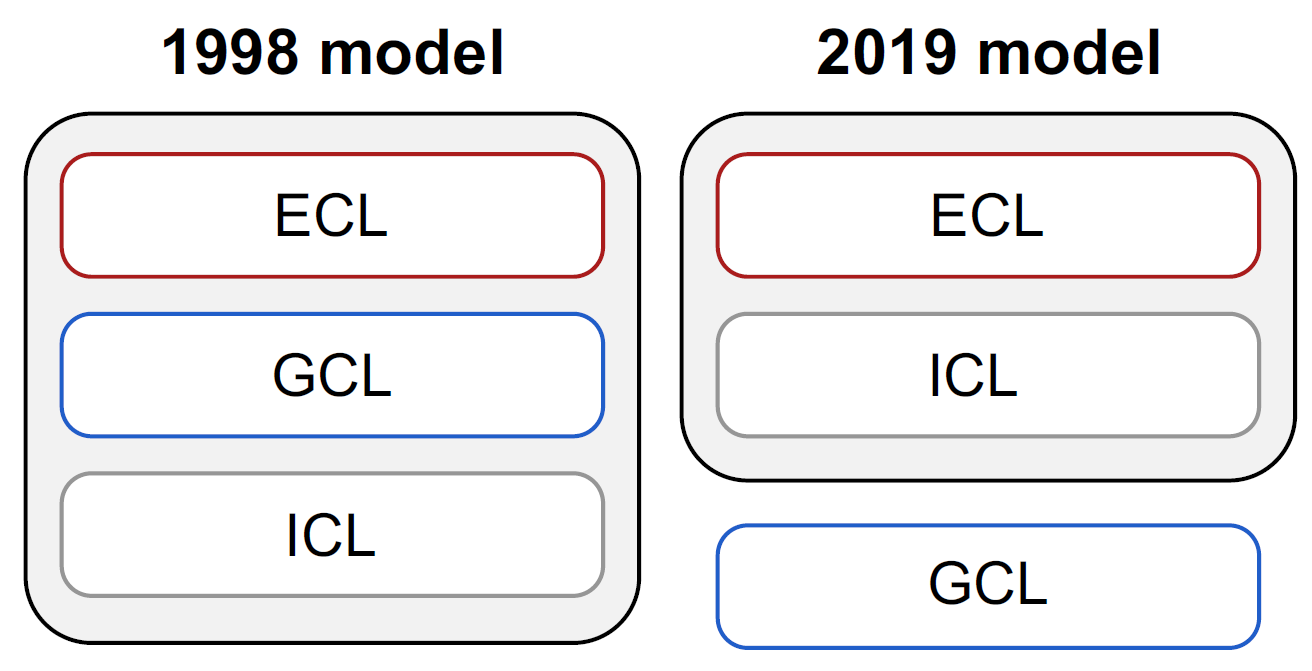 1998 model
ECL
GCL
ICL
2019 model
ECL
ICL
GCL